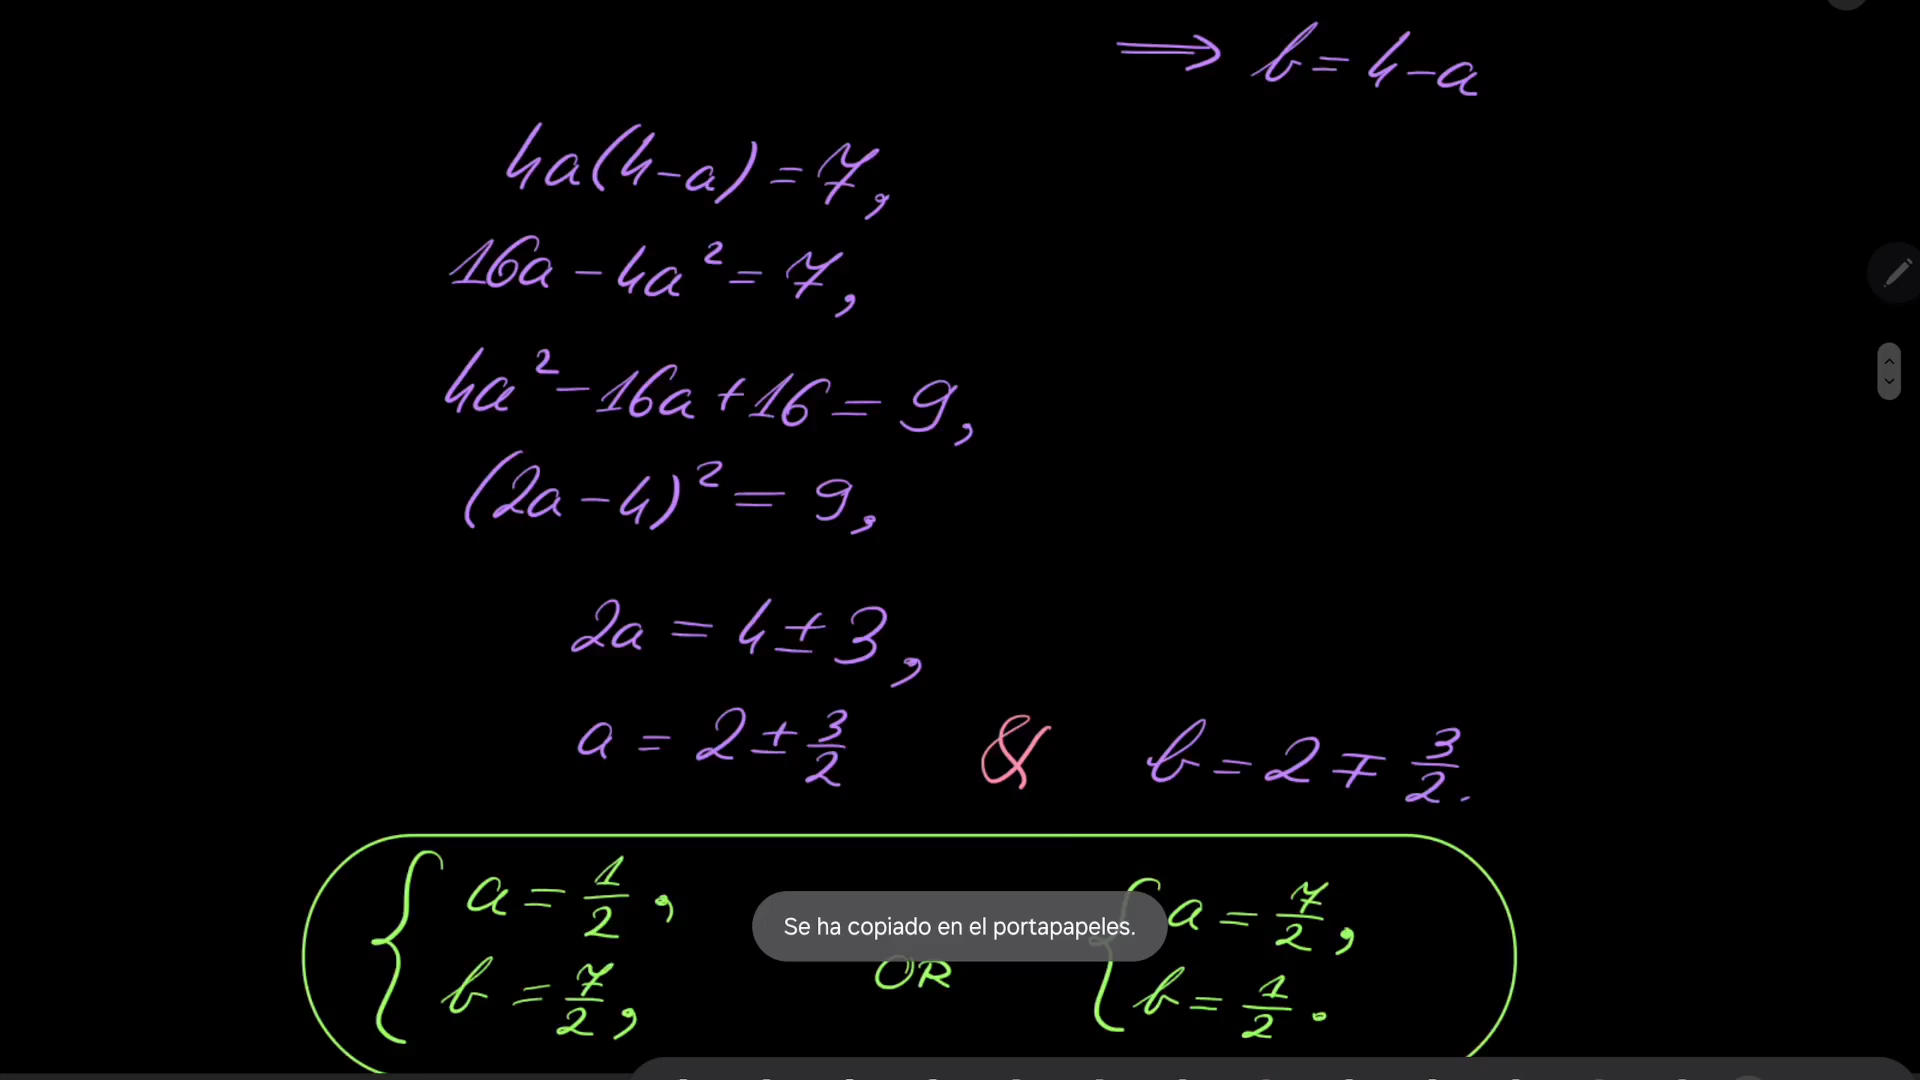 ⟹ b = 4 - a
4a(4 - a) = 7,
16a - 4a² = 7,
4a² - 16a + 16 = 9,
(2a - 4)² = 9,
2a = 4 ± 3,
a = 2 ± 3/2 & b = 2 ∓ 3/2.
{ a = 1/2, { a = 7/2,
Se ha copiado en el portapapeles.
OR
b = 7/2, b = 1/2.